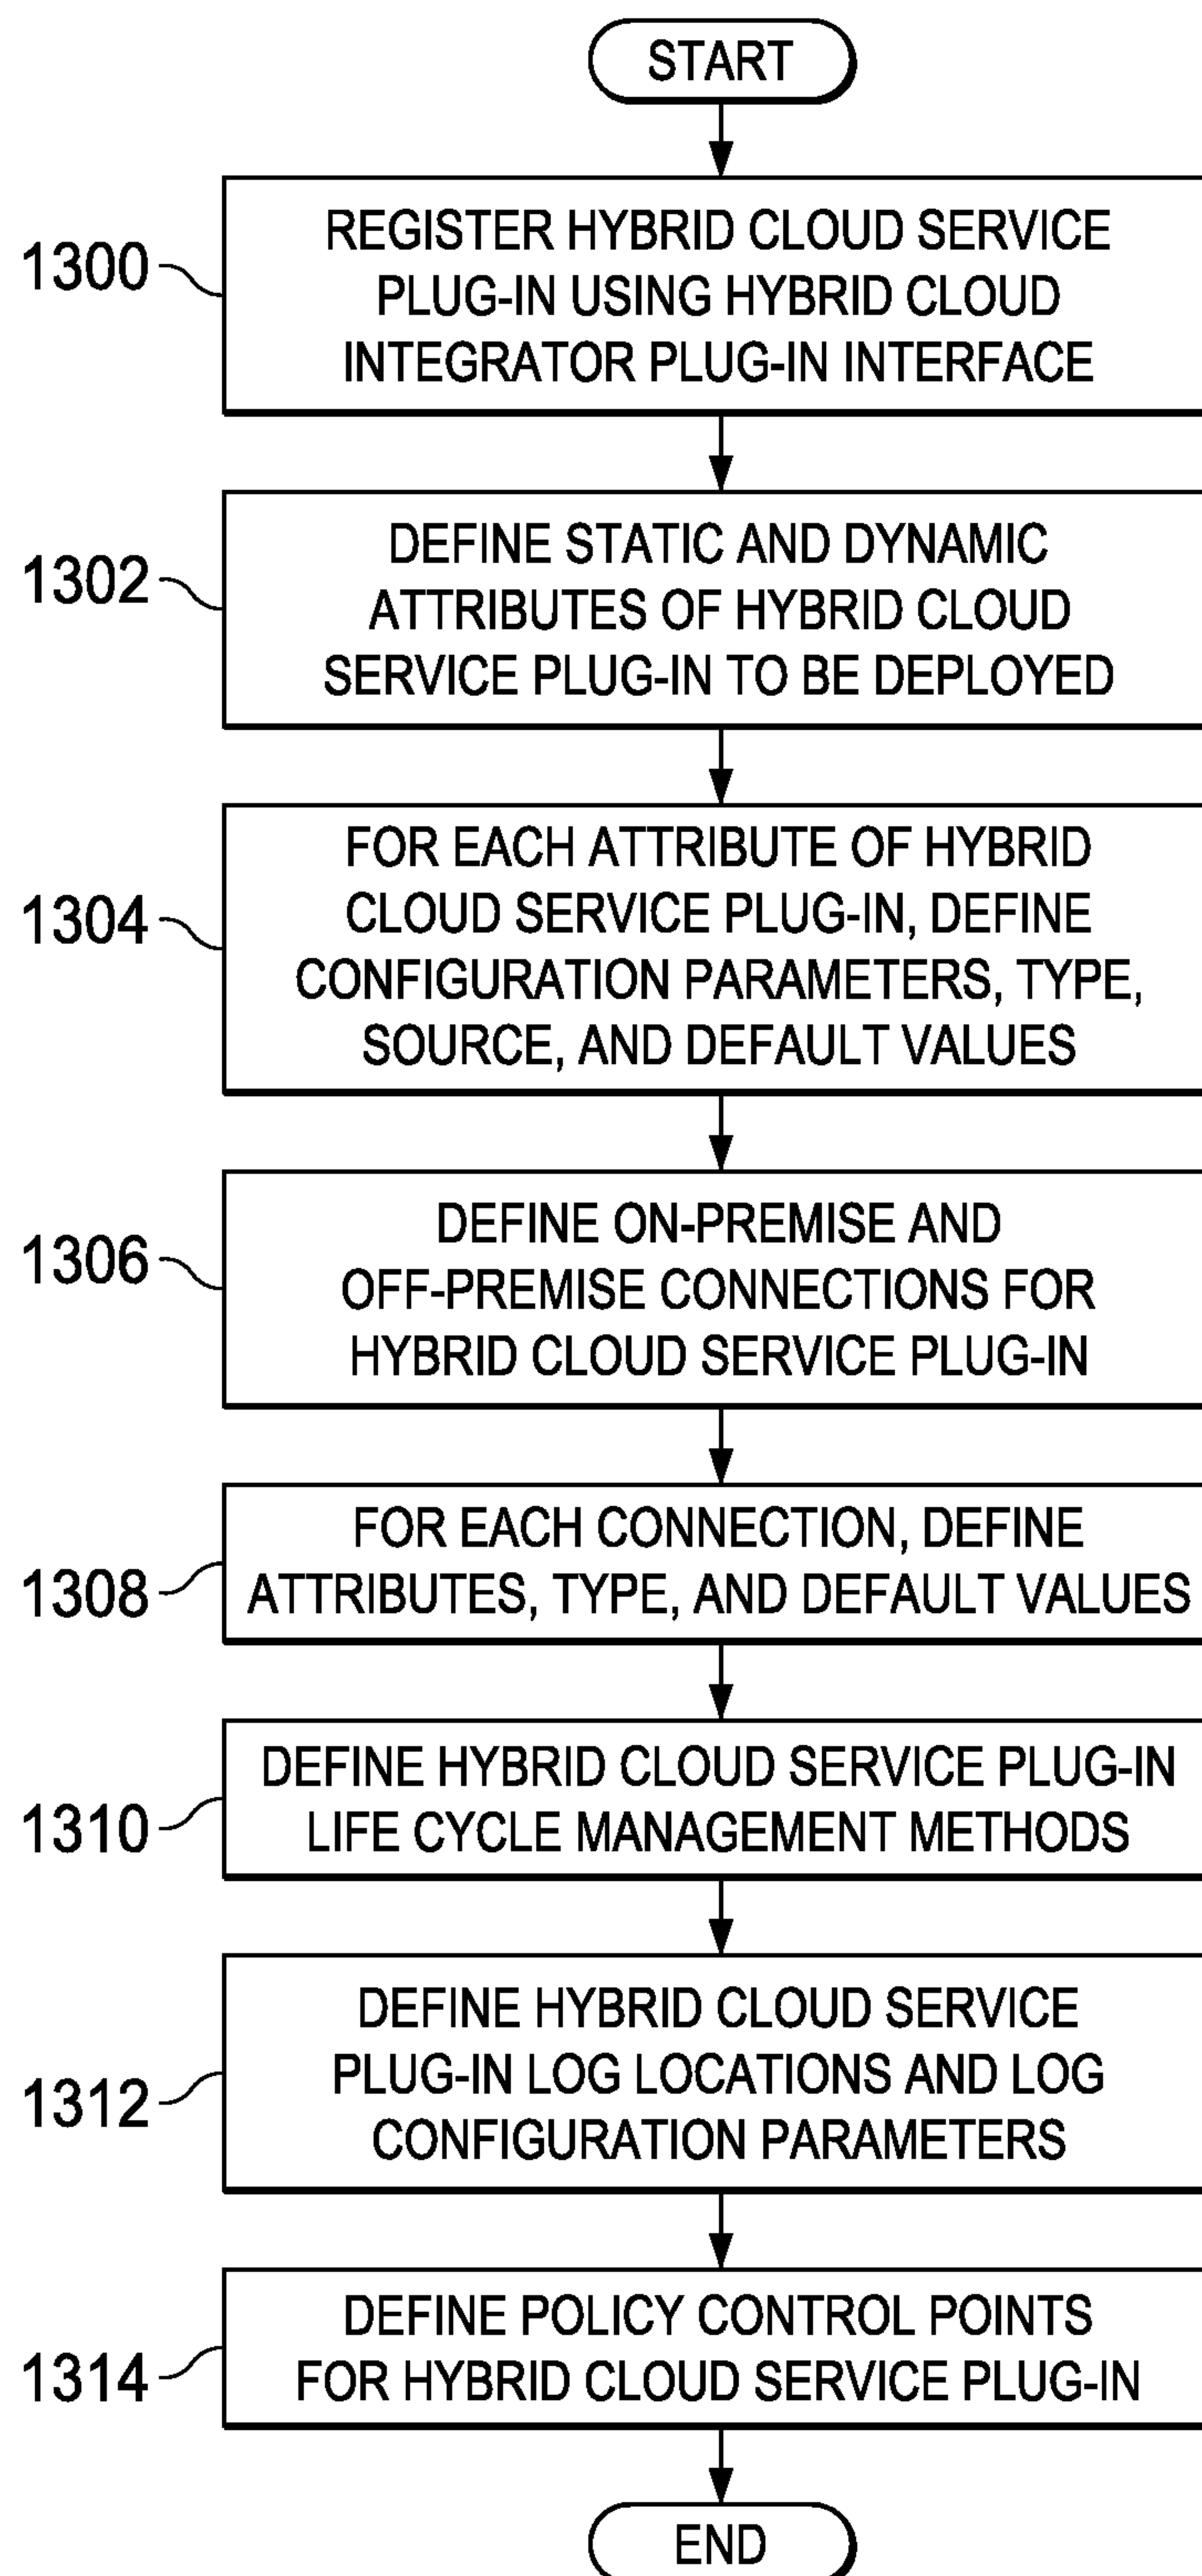 START
1300
REGISTER HYBRID CLOUD SERVICE
PLUG-IN USING HYBRID CLOUD
INTEGRATOR PLUG-IN INTERFACE
1302
DEFINE STATIC AND DYNAMIC
ATTRIBUTES OF HYBRID CLOUD
SERVICE PLUG-IN TO BE DEPLOYED
1304
FOR EACH ATTRIBUTE OF HYBRID
CLOUD SERVICE PLUG-IN, DEFINE
CONFIGURATION PARAMETERS, TYPE,
SOURCE, AND DEFAULT VALUES
1306
DEFINE ON-PREMISE AND
OFF-PREMISE CONNECTIONS FOR
HYBRID CLOUD SERVICE PLUG-IN
1308
FOR EACH CONNECTION, DEFINE
ATTRIBUTES, TYPE, AND DEFAULT VALUES
1310
DEFINE HYBRID CLOUD SERVICE PLUG-IN
LIFE CYCLE MANAGEMENT METHODS
1312
DEFINE HYBRID CLOUD SERVICE
PLUG-IN LOG LOCATIONS AND LOG
CONFIGURATION PARAMETERS
1314
DEFINE POLICY CONTROL POINTS
FOR HYBRID CLOUD SERVICE PLUG-IN
END